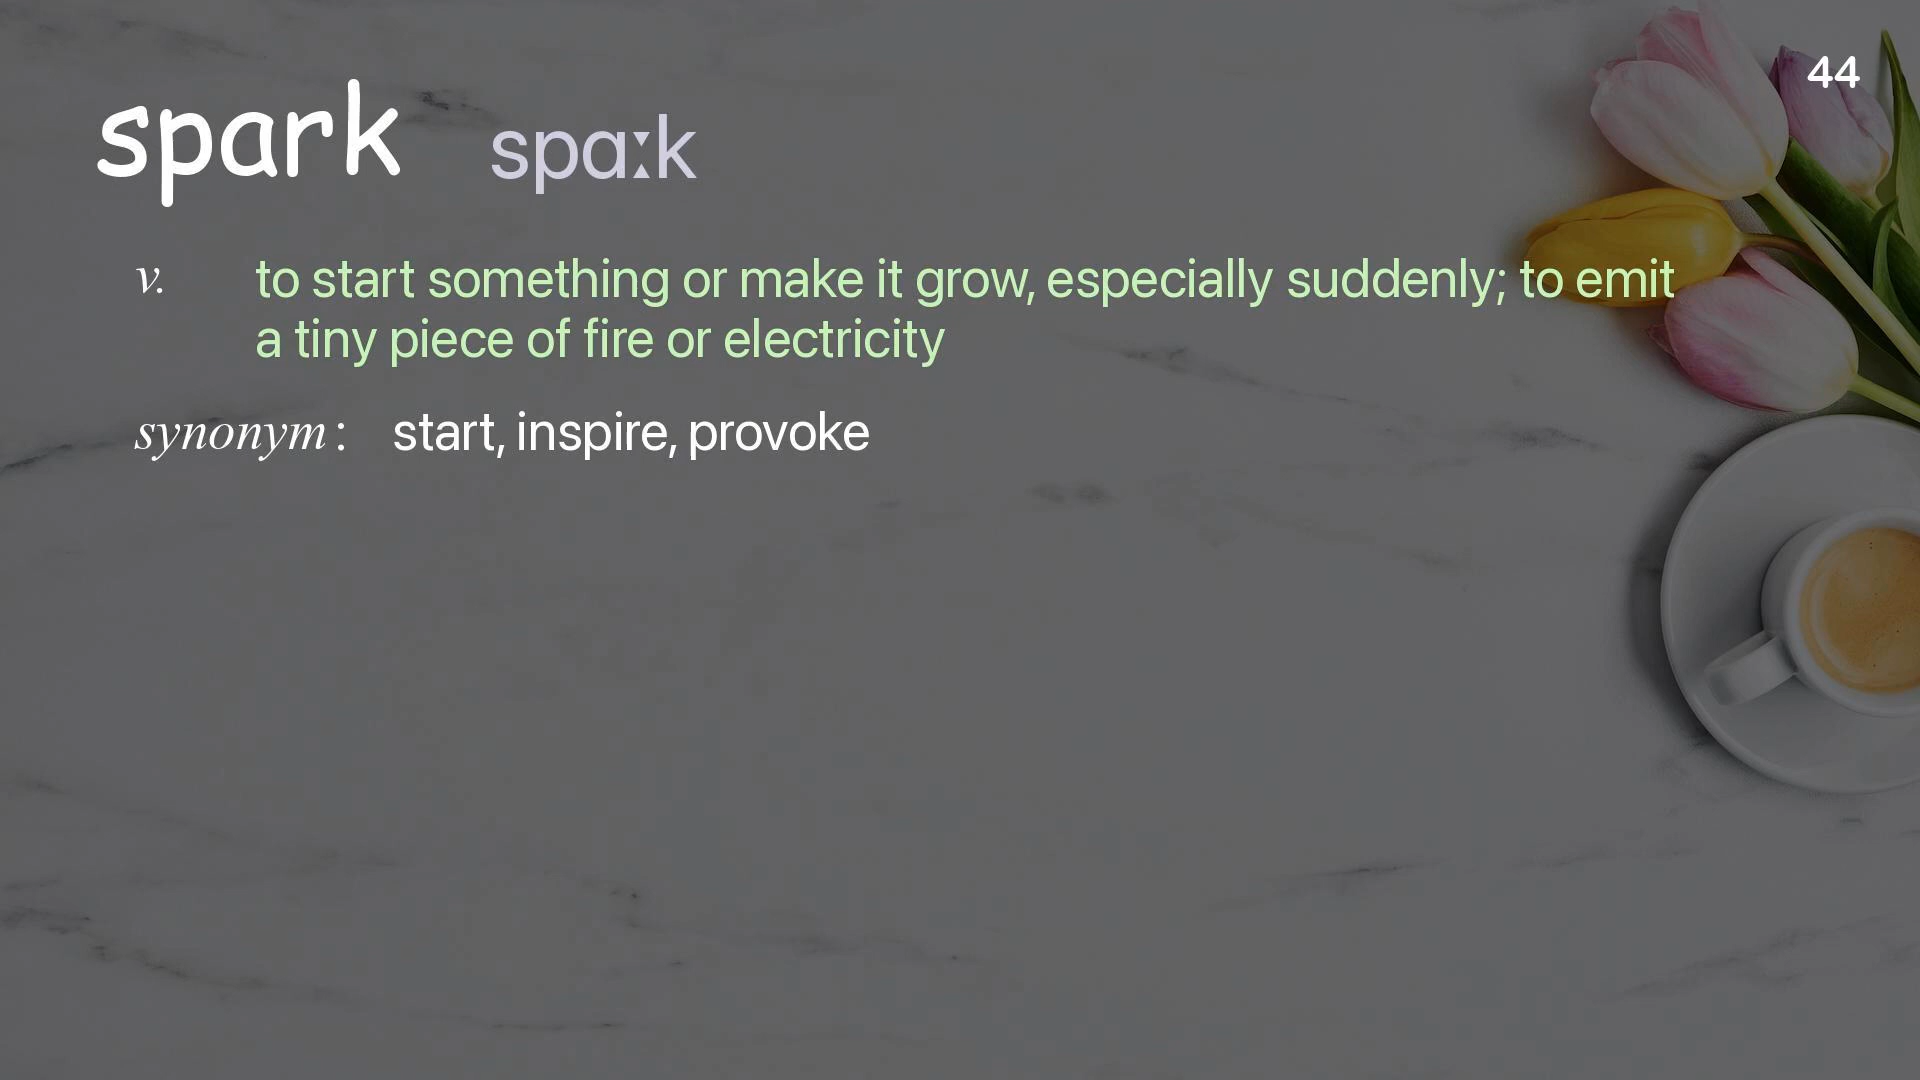 44
spark spɑːk
v. to start something or make it grow, especially suddenly; to emit
a tiny piece of fire or electricity
synonym : start, inspire, provoke